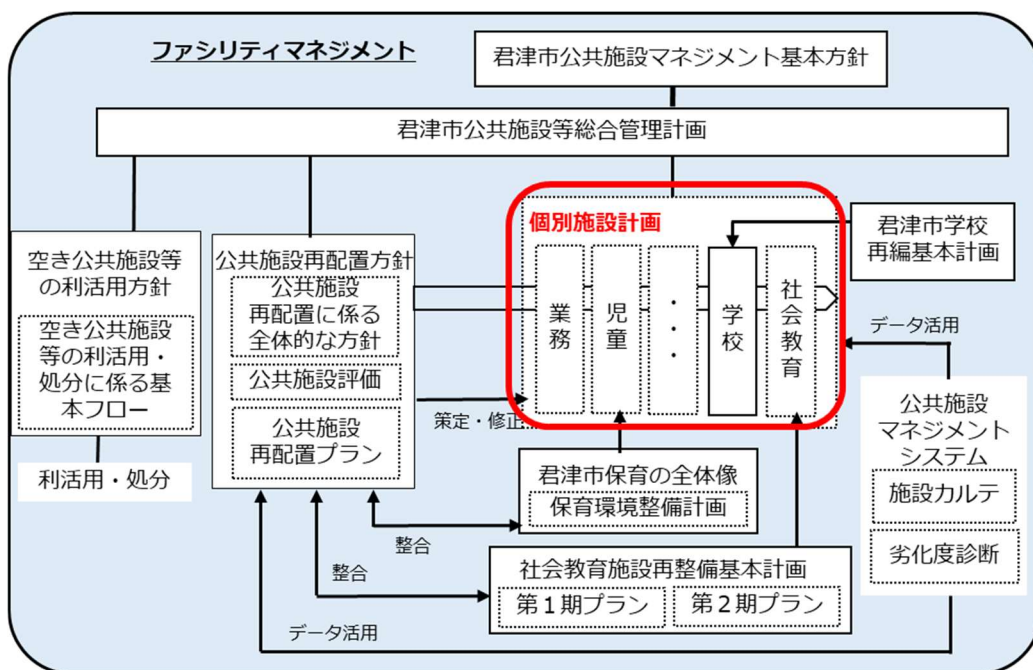 ファシリティマネジメント
君津市公共施設マネジメント基本方針
君津市公共施設等総合管理計画
空き公共施設等
の利活用方針
空き公共施設
等の利活用・
処分に係る基
本フロー
利活用・処分
公共施設再配置方針
公共施設
再配置に係る
全体的な方針
公共施設評価
公共施設
再配置プラン
策定・修正
個別施設計画
業務
児童
・・・
学校
社会教育
君津市学校
再編基本計画
データ活用
公共施設
マネジメント
システム
施設カルテ
劣化度診断
君津市保育の全体像
保育環境整備計画
整合
社会教育施設再整備基本計画
第１期プラン
第２期プラン
整合
データ活用